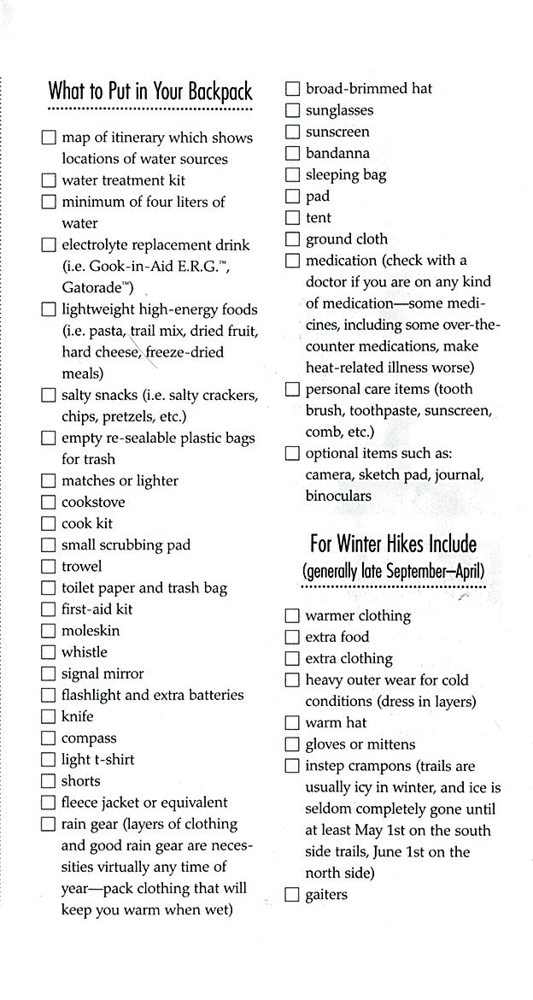 What to Put in Your Backpack
☐ map of itinerary which shows
locations of water sources
☐ water treatment kit
☐ minimum of four liters of
water
☐ electrolyte replacement drink
(i.e. Gook-in-Aid E.R.G.™,
Gatorade™)
☐ lightweight high-energy foods
(i.e. pasta, trail mix, dried fruit,
hard cheese, freeze-dried
meals)
☐ salty snacks (i.e. salty crackers,
chips, pretzels, etc.)
☐ empty re-sealable plastic bags
for trash
☐ matches or lighter
☐ cookstove
☐ cook kit
☐ small scrubbing pad
☐ trowel
☐ toilet paper and trash bag
☐ first-aid kit
☐ moleskin
☐ whistle
☐ signal mirror
☐ flashlight and extra batteries
☐ knife
☐ compass
☐ light t-shirt
☐ shorts
☐ fleece jacket or equivalent
☐ rain gear (layers of clothing
and good rain gear are neces-
sities virtually any time of
year—pack clothing that will
keep you warm when wet)
☐ broad-brimmed hat
☐ sunglasses
☐ sunscreen
☐ bandanna
☐ sleeping bag
☐ pad
☐ tent
☐ ground cloth
☐ medication (check with a
doctor if you are on any kind
of medication—some medi-
cines, including some over-the-
counter medications, make
heat-related illness worse)
☐ personal care items (tooth
brush, toothpaste, sunscreen,
comb, etc.)
☐ optional items such as:
camera, sketch pad, journal,
binoculars
For Winter Hikes Include
(generally late September–April)
☐ warmer clothing
☐ extra food
☐ extra clothing
☐ heavy outer wear for cold
conditions (dress in layers)
☐ warm hat
☐ gloves or mittens
☐ instep crampons (trails are
usually icy in winter, and ice is
seldom completely gone until
at least May 1st on the south
side trails, June 1st on the
north side)
☐ gaiters